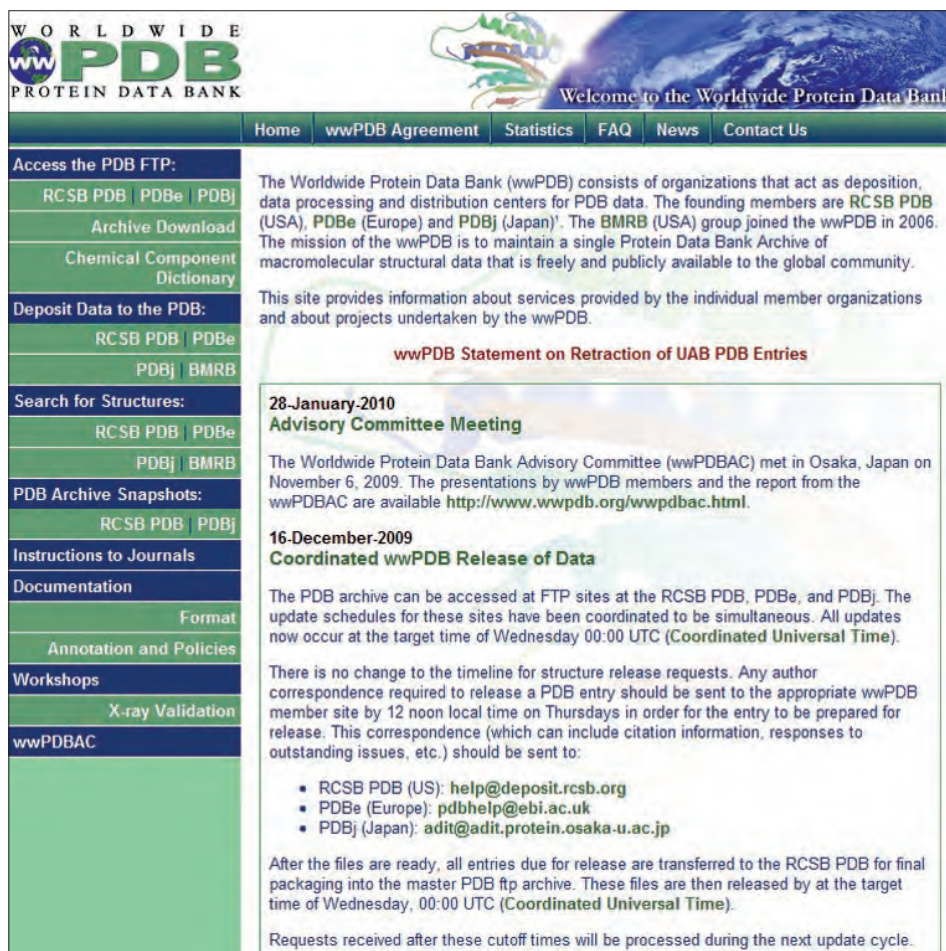 WORLDWIDE
ww PDB
PROTEIN DATA BANK
Welcome to the Worldwide Protein Data Bank
Home wwPDB Agreement Statistics FAQ News Contact Us
Access the PDB FTP:
RCSB PDB | PDBe | PDBj
Archive Download
Chemical Component
Dictionary
Deposit Data to the PDB:
RCSB PDB | PDBe
PDBj | BMRB
Search for Structures:
RCSB PDB | PDBe
PDBj | BMRB
PDB Archive Snapshots:
RCSB PDB | PDBj
Instructions to Journals
Documentation
Format
Annotation and Policies
Workshops
X-ray Validation
wwPDBAC
The Worldwide Protein Data Bank (wwPDB) consists of organizations that act as deposition,
data processing and distribution centers for PDB data. The founding members are RCSB PDB
(USA), PDBe (Europe) and PDBj (Japan)¹. The BMRB (USA) group joined the wwPDB in 2006.
The mission of the wwPDB is to maintain a single Protein Data Bank Archive of
macromolecular structural data that is freely and publicly available to the global community.
This site provides information about services provided by the individual member organizations
and about projects undertaken by the wwPDB.
wwPDB Statement on Retraction of UAB PDB Entries
28-January-2010
Advisory Committee Meeting
The Worldwide Protein Data Bank Advisory Committee (wwPDBAC) met in Osaka, Japan on
November 6, 2009. The presentations by wwPDB members and the report from the
wwPDBAC are available http://www.wwpdb.org/wwpdbac.html.
16-December-2009
Coordinated wwPDB Release of Data
The PDB archive can be accessed at FTP sites at the RCSB PDB, PDBe, and PDBj. The
update schedules for these sites have been coordinated to be simultaneous. All updates
now occur at the target time of Wednesday 00:00 UTC (Coordinated Universal Time).
There is no change to the timeline for structure release requests. Any author
correspondence required to release a PDB entry should be sent to the appropriate wwPDB
member site by 12 noon local time on Thursdays in order for the entry to be prepared for
release. This correspondence (which can include citation information, responses to
outstanding issues, etc.) should be sent to:
• RCSB PDB (US): help@deposit.rcsb.org
• PDBe (Europe): pdbhelp@ebi.ac.uk
• PDBj (Japan): adit@adit.protein.osaka-u.ac.jp
After the files are ready, all entries due for release are transferred to the RCSB PDB for final
packaging into the master PDB ftp archive. These files are then released by at the target
time of Wednesday, 00:00 UTC (Coordinated Universal Time).
Requests received after these cutoff times will be processed during the next update cycle.